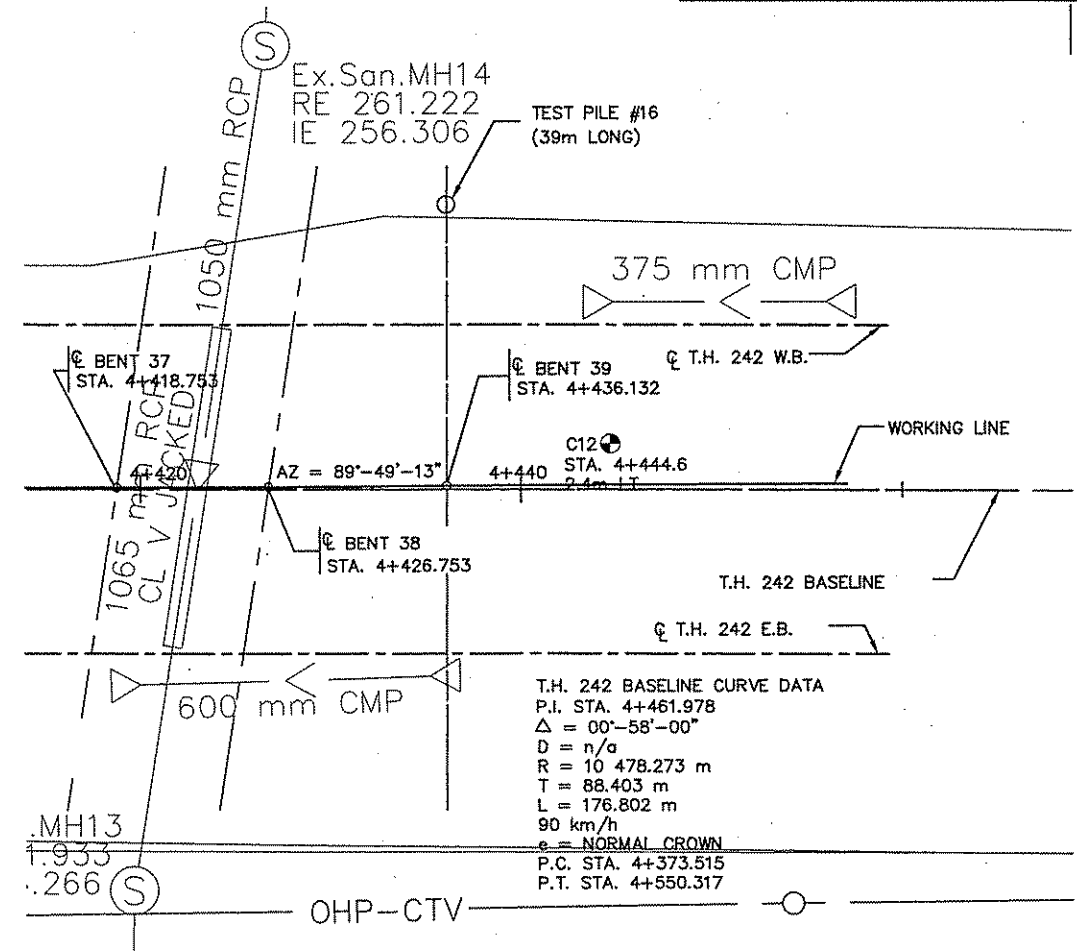 S
Ex.San.MH14
RE 261.222
IE 256.306
TEST PILE #16
(39m LONG)
1050 mm RCP
375 mm CMP
℄ T.H. 242 W.B.
℄ BENT 37
STA. 4+418.753
℄ BENT 39
STA. 4+436.132
C12
STA. 4+444.6
2.4m LT
WORKING LINE
4+420
AZ = 89°-49'-13"
4+440
1065 mm RCP
CL V JACKED
℄ BENT 38
STA. 4+426.753
T.H. 242 BASELINE
℄ T.H. 242 E.B.
600 mm CMP
T.H. 242 BASELINE CURVE DATA
P.I. STA. 4+461.978
Δ = 00°-58'-00"
D = n/a
R = 10 478.273 m
T = 88.403 m
L = 176.802 m
90 km/h
e = NORMAL CROWN
P.C. STA. 4+373.515
P.T. STA. 4+550.317
.MH13
1.933
.266
S
OHP-CTV